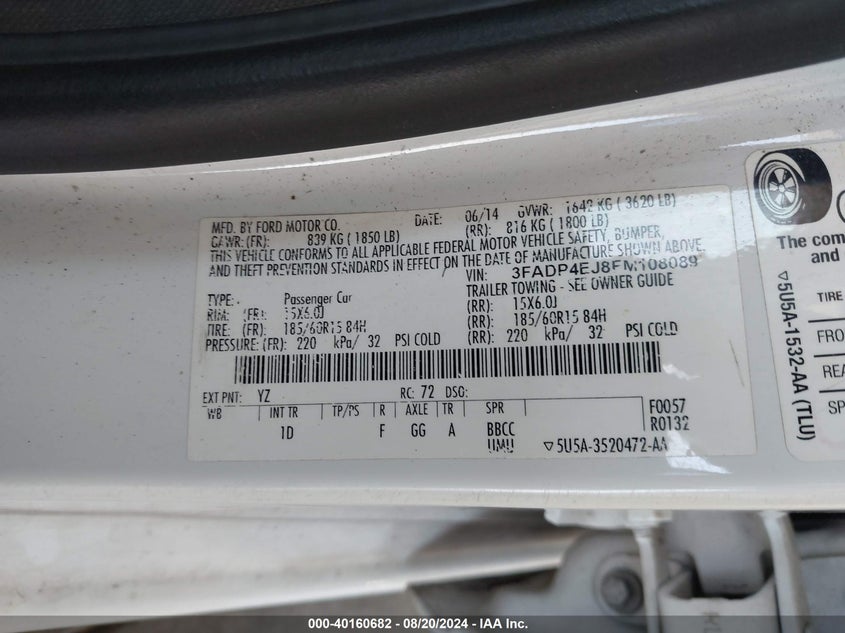 MFD. BY FORD MOTOR CO. DATE: 06/14 GVWR: 1642 KG ( 3620 LB)
GAWR: (FR): 839 KG ( 1850 LB) (RR): 816 KG ( 1800 LB)
THIS VEHICLE CONFORMS TO ALL APPLICABLE FEDERAL MOTOR VEHICLE SAFETY, BUMPER,
AND THEFT PREVENTION STANDARDS IN EFFECT ON THE DATE OF MANUFACTURE SHOWN ABOVE.
VIN: 3FADP4EJ8FM108089
TYPE: Passenger Car TRAILER TOWING - SEE OWNER GUIDE
RIM: (FR): 15X6.0J (RR): 15X6.0J
TIRE: (FR): 185/60R15 84H (RR): 185/60R15 84H
PRESSURE: (FR): 220 kPa/ 32 PSI COLD (RR): 220 kPa/ 32 PSI COLD
EXT PNT: YZ RC: 72 DSG:
WB INT TR TP/PS R AXLE TR SPR F0057
1D F GG A BBCC R0132
UMU ▽5U5A-3520472-AA
The com
and
TIRE
FRO
REA
SP
▽5U5A-1532-AA (TLU)
000-40160682 - 08/20/2024 - IAA Inc.